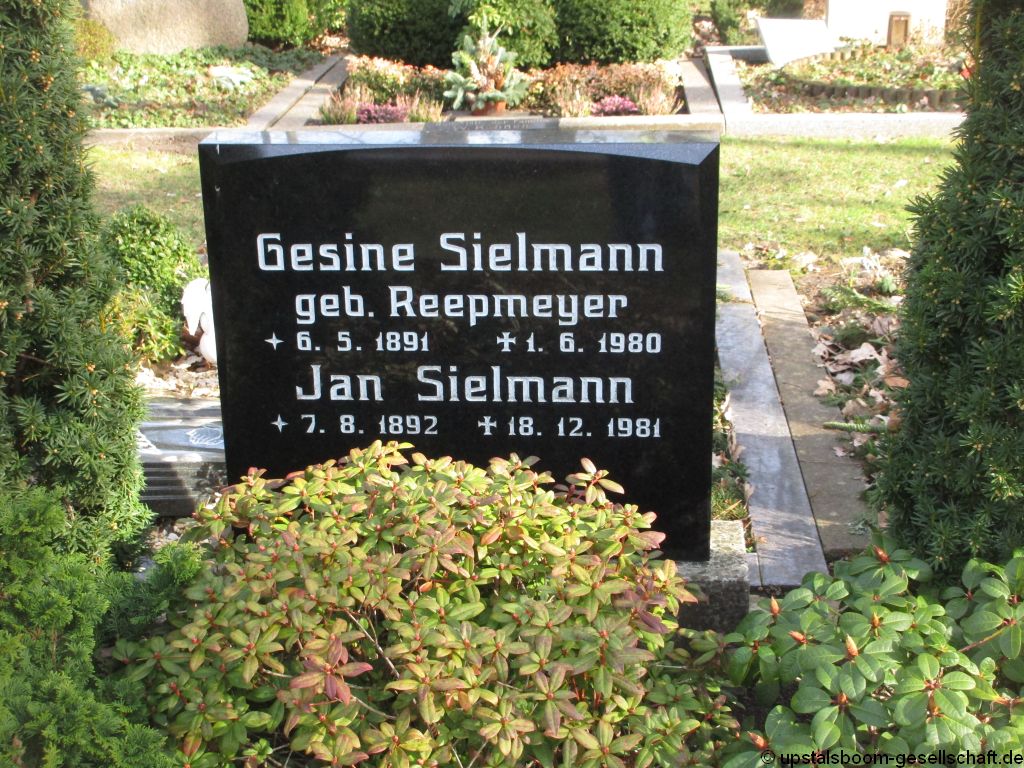 Gesine Sielmann
geb. Reepmeyer
✦ 6. 5. 1891 ✝ 1. 6. 1980
Jan Sielmann
✦ 7. 8. 1892 ✝ 18. 12. 1981
© upstalsboom-gesellschaft.de